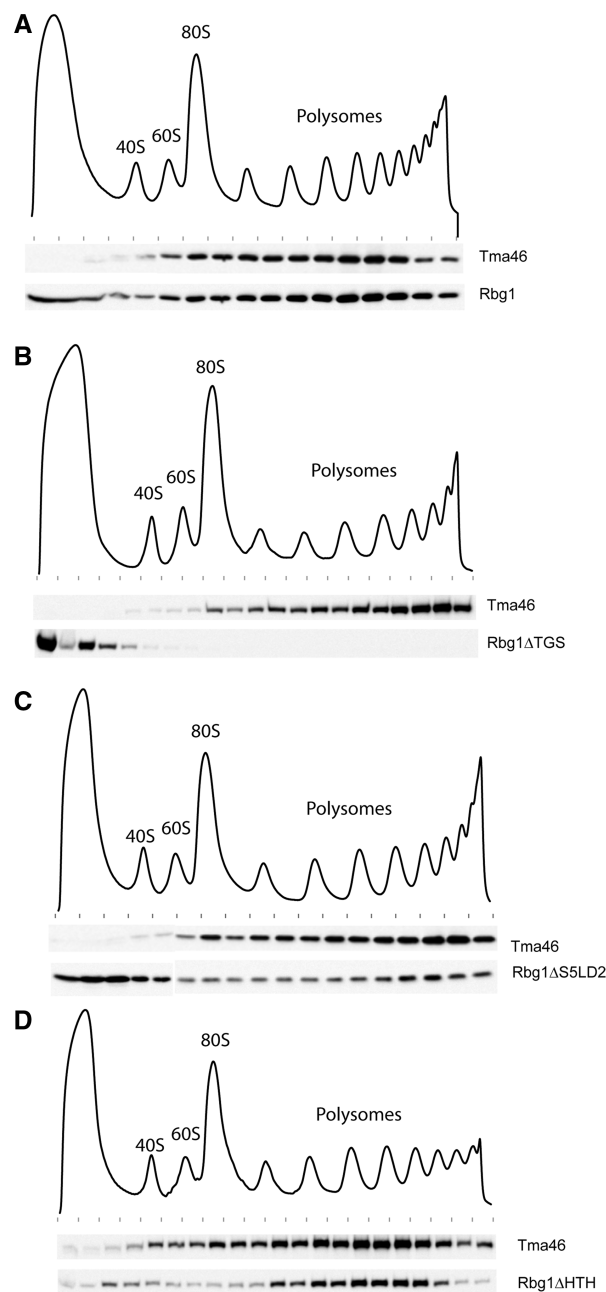 A
80S
Polysomes
40S 60S
Tma46
Rbg1
B
80S
Polysomes
60S
40S
Tma46
Rbg1ΔTGS
C
80S
Polysomes
60S
40S
Tma46
Rbg1ΔS5LD2
D
80S
Polysomes
60S
40S
Tma46
Rbg1ΔHTH